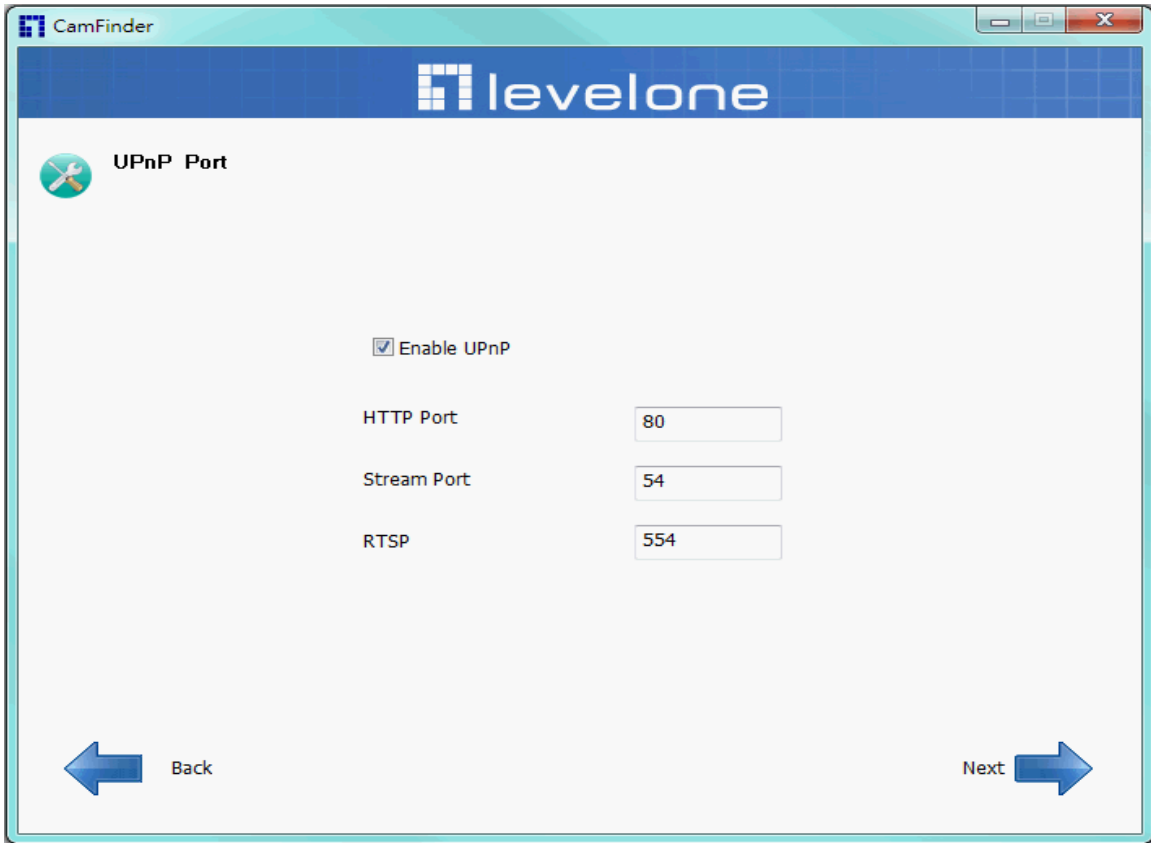 CamFinder
levelone
UPnP Port
Enable UPnP
HTTP Port 80
Stream Port 54
RTSP 554
Back
Next